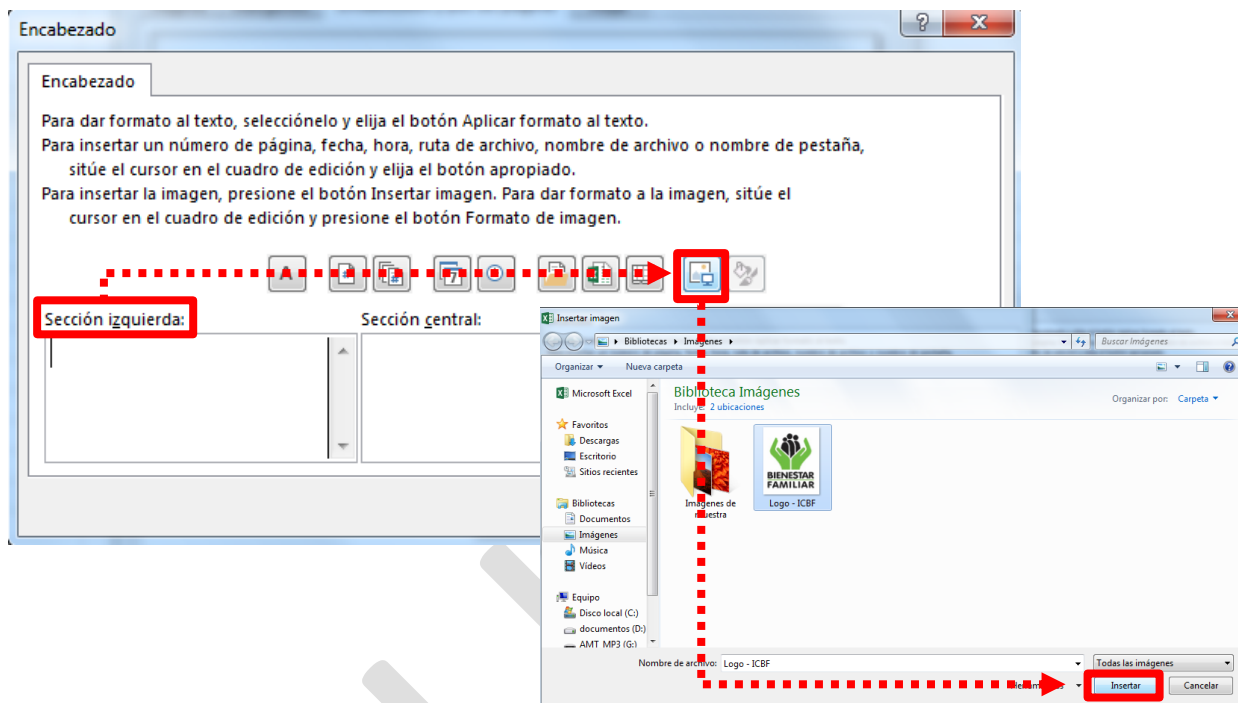 Encabezado
Encabezado
Para dar formato al texto, selecciónelo y elija el botón Aplicar formato al texto.
Para insertar un número de página, fecha, hora, ruta de archivo, nombre de archivo o nombre de pestaña,
sitúe el cursor en el cuadro de edición y elija el botón apropiado.
Para insertar la imagen, presione el botón Insertar imagen. Para dar formato a la imagen, sitúe el
cursor en el cuadro de edición y presione el botón Formato de imagen.
A
Sección izquierda:
Sección central:
Insertar imagen
Bibliotecas
Imágenes
Buscar Imágenes
Organizar
Nueva carpeta
Microsoft Excel
Favoritos
Descargas
Escritorio
Sitios recientes
Bibliotecas
Documentos
Imágenes
Música
Vídeos
Equipo
Disco local (C:)
documentos (D:)
AMT MP3 (G:)
Biblioteca Imágenes
Incluye: 2 ubicaciones
Organizar por: Carpeta
Imágenes de
muestra
BIENESTAR
FAMILIAR
Logo - ICBF
Nombre de archivo: Logo - ICBF
Todas las imágenes
Insertar
Cancelar